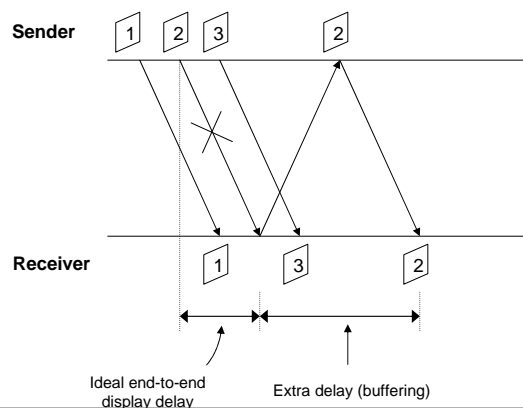 Sender
1 2 3 2
Receiver
1 3 2
Ideal end-to-end
display delay
Extra delay (buffering)